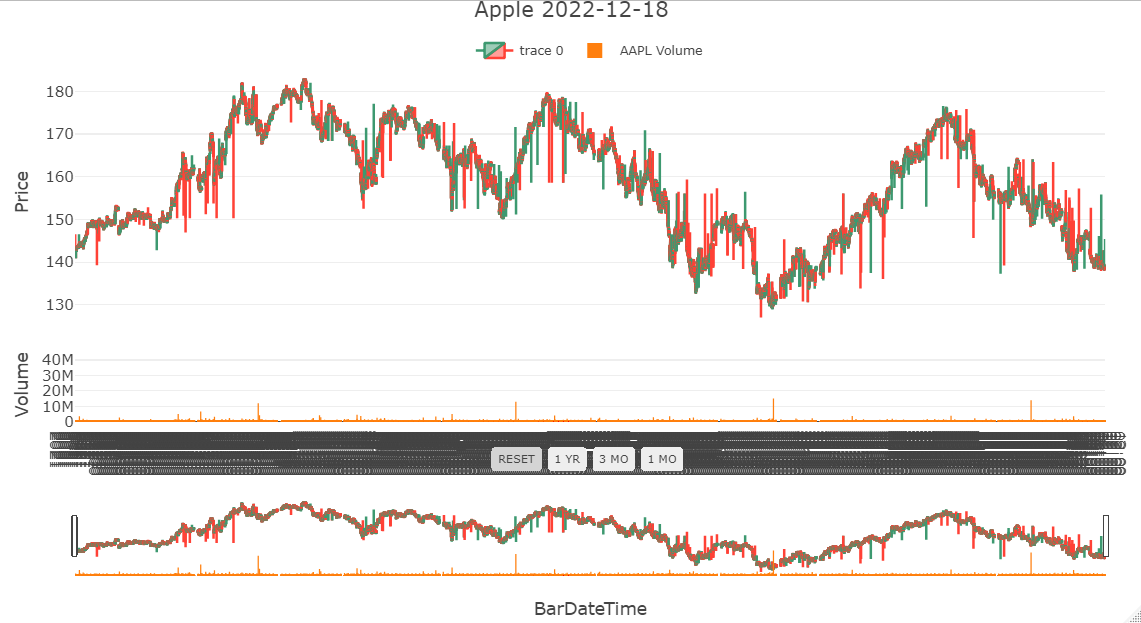 Apple 2022-12-18
trace 0
AAPL Volume
180
170
160
150
140
130
Price
40M
30M
20M
10M
0
Volume
RESET
1 YR
3 MO
1 MO
BarDateTime